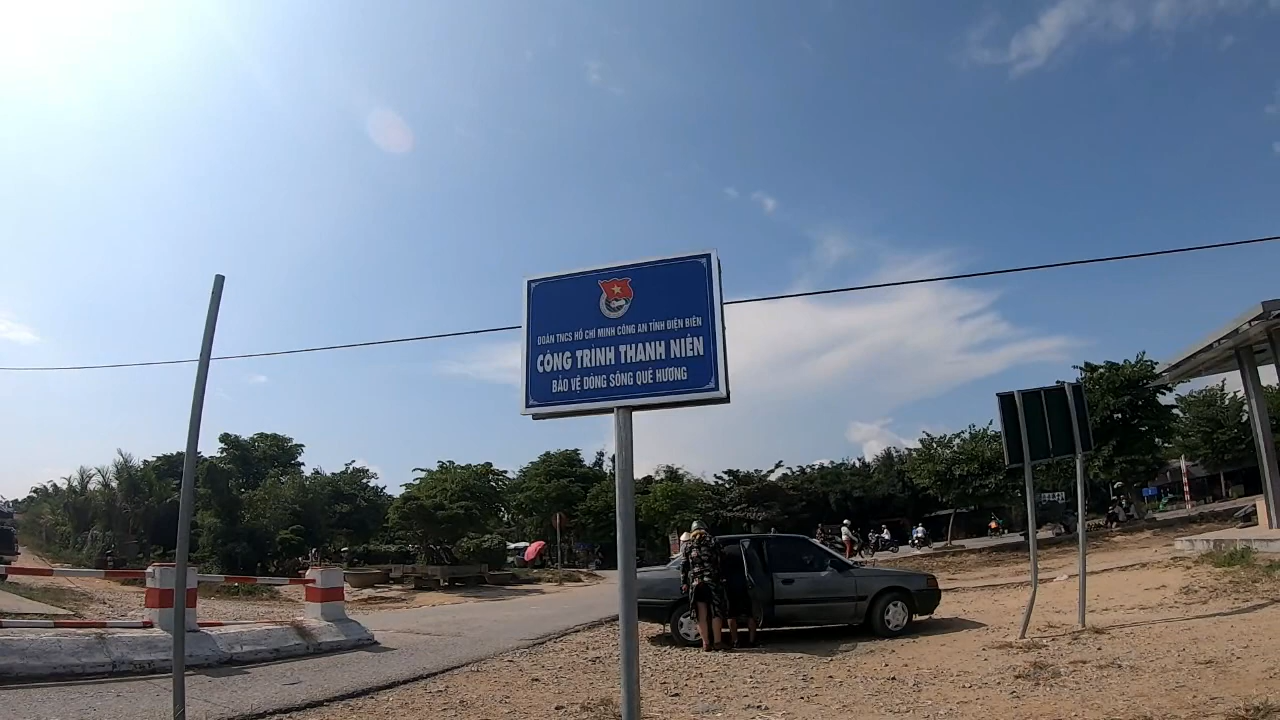 ĐOÀN TNCS HỒ CHÍ MINH CÔNG AN TỈNH ĐIỆN BIÊN
CÔNG TRÌNH THANH NIÊN
BẢO VỆ DÒNG SÔNG QUÊ HƯƠNG